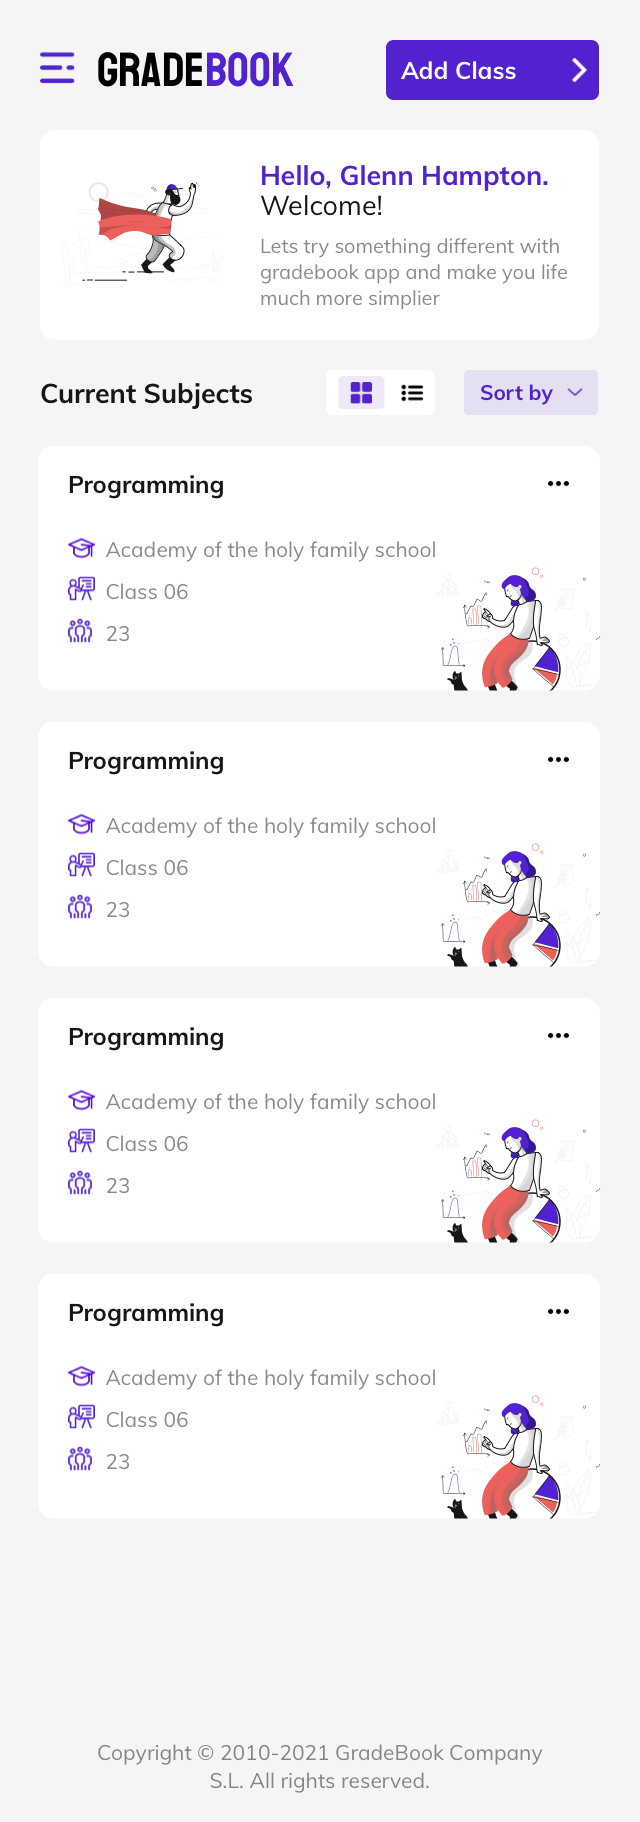 GRADEBOOK
Add Class
Hello, Glenn Hampton.
Welcome!
Lets try something different with
gradebook app and make you life
much more simplier
Current Subjects
Sort by
Programming
Academy of the holy family school
Class 06
23
Programming
Academy of the holy family school
Class 06
23
Programming
Academy of the holy family school
Class 06
23
Programming
Academy of the holy family school
Class 06
23
Copyright © 2010-2021 GradeBook Company
S.L. All rights reserved.